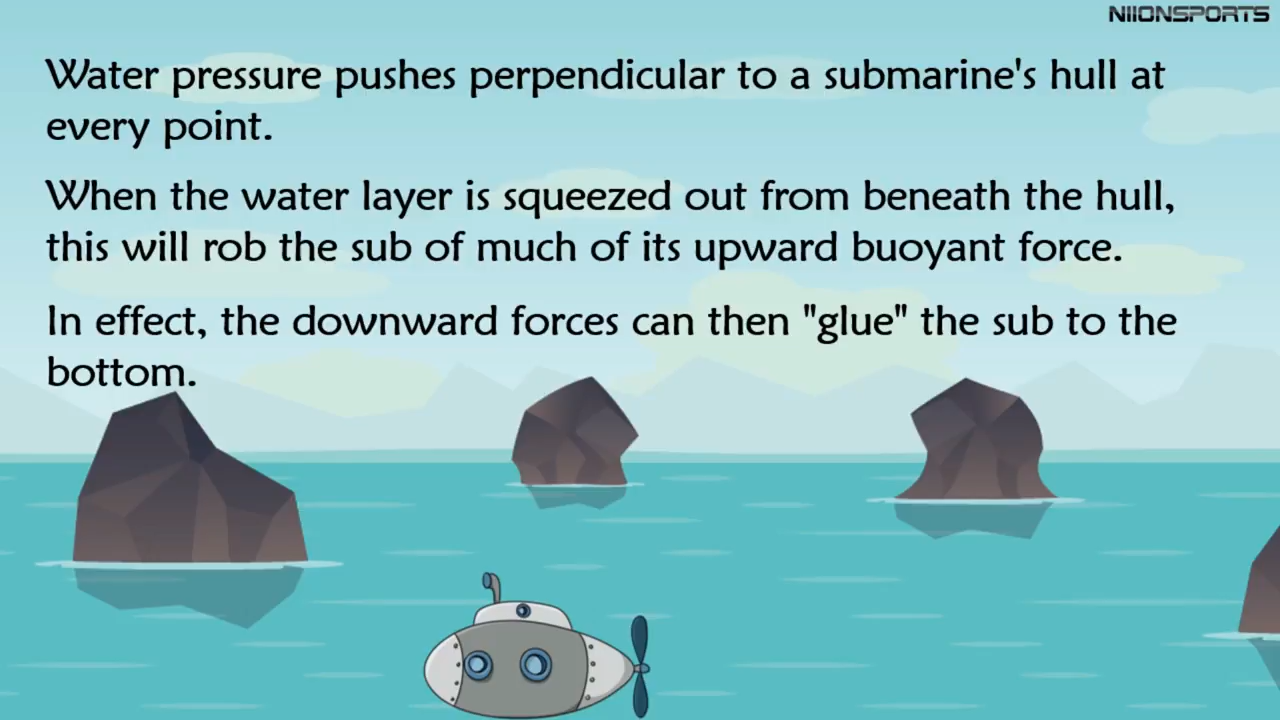 NIIONSPORTS
Water pressure pushes perpendicular to a submarine's hull at
every point.
When the water layer is squeezed out from beneath the hull,
this will rob the sub of much of its upward buoyant force.
In effect, the downward forces can then "glue" the sub to the
bottom.